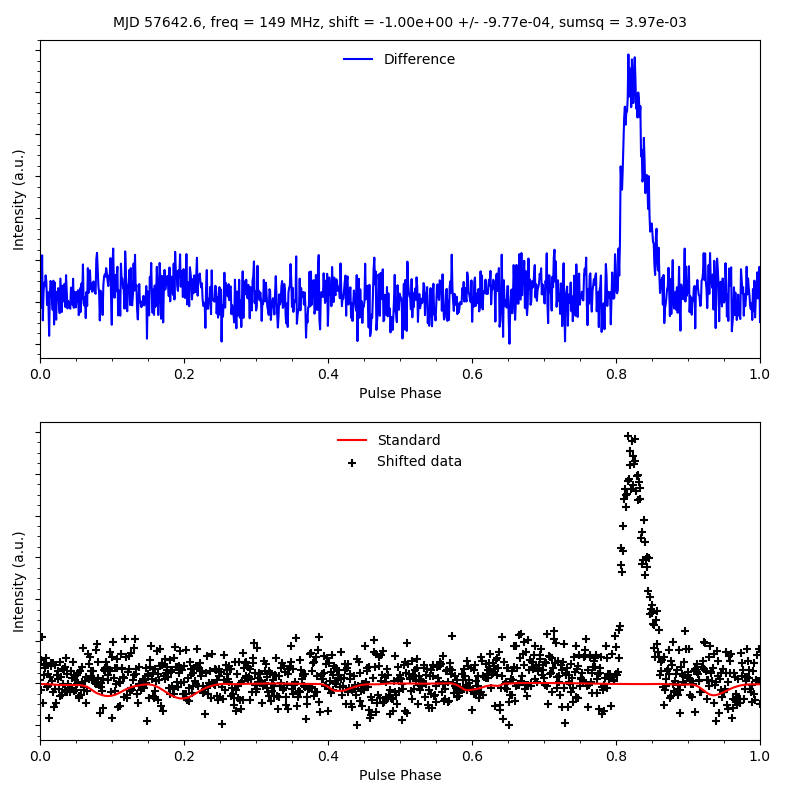 MJD 57642.6, freq = 149 MHz, shift = -1.00e+00 +/- -9.77e-04, sumsq = 3.97e-03
Difference
Intensity (a.u.)
0.0 0.2 0.4 0.6 0.8 1.0
Pulse Phase
Standard
Shifted data
Intensity (a.u.)
0.0 0.2 0.4 0.6 0.8 1.0
Pulse Phase